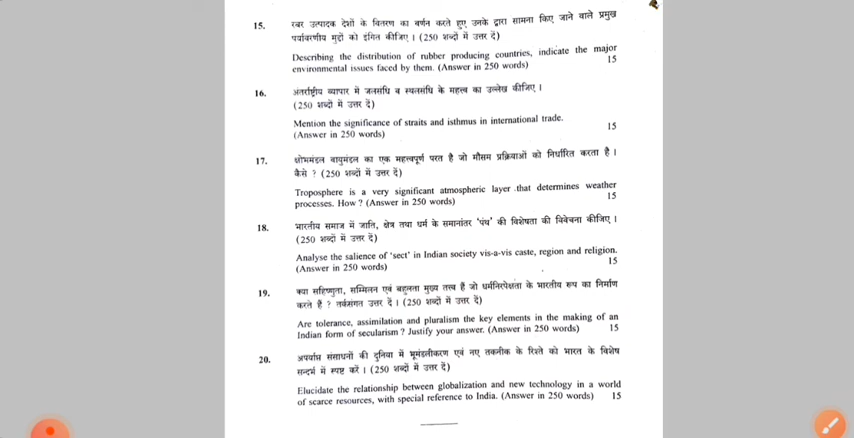 15. रबर उत्पादक देशों के वितरण का वर्णन करते हुए उनके द्वारा सामना किए जाने वाले प्रमुख
पर्यावरणीय मुद्दों को इंगित कीजिए । (250 शब्दों में उत्तर दें)
Describing the distribution of rubber producing countries, indicate the major
environmental issues faced by them. (Answer in 250 words) 15
16. अंतर्राष्ट्रीय व्यापार में जलसंधि व स्थलसंधि के महत्त्व का उल्लेख कीजिए ।
(250 शब्दों में उत्तर दें)
Mention the significance of straits and isthmus in international trade.
(Answer in 250 words) 15
17. क्षोभमंडल वायुमंडल का एक महत्त्वपूर्ण परत है जो मौसम प्रक्रियाओं को निर्धारित करता है ।
कैसे ? (250 शब्दों में उत्तर दें)
Troposphere is a very significant atmospheric layer that determines weather
processes. How ? (Answer in 250 words) 15
18. भारतीय समाज में जाति, क्षेत्र तथा धर्म के समानांतर 'पंथ' की विशेषता की विवेचना कीजिए ।
(250 शब्दों में उत्तर दें)
Analyse the salience of 'sect' in Indian society vis-a-vis caste, region and religion.
(Answer in 250 words) 15
19. क्या सहिष्णुता, सम्मिलन एवं बहुलता मुख्य तत्त्व हैं जो धर्मनिरपेक्षता के भारतीय रूप का निर्माण
करते हैं ? तर्कसंगत उत्तर दें । (250 शब्दों में उत्तर दें)
Are tolerance, assimilation and pluralism the key elements in the making of an
Indian form of secularism ? Justify your answer. (Answer in 250 words) 15
20. अपर्याप्त संसाधनों की दुनिया में भूमंडलीकरण एवं नए तकनीक के रिश्ते को भारत के विशेष
सन्दर्भ में स्पष्ट करें । (250 शब्दों में उत्तर दें)
Elucidate the relationship between globalization and new technology in a world
of scarce resources, with special reference to India. (Answer in 250 words) 15